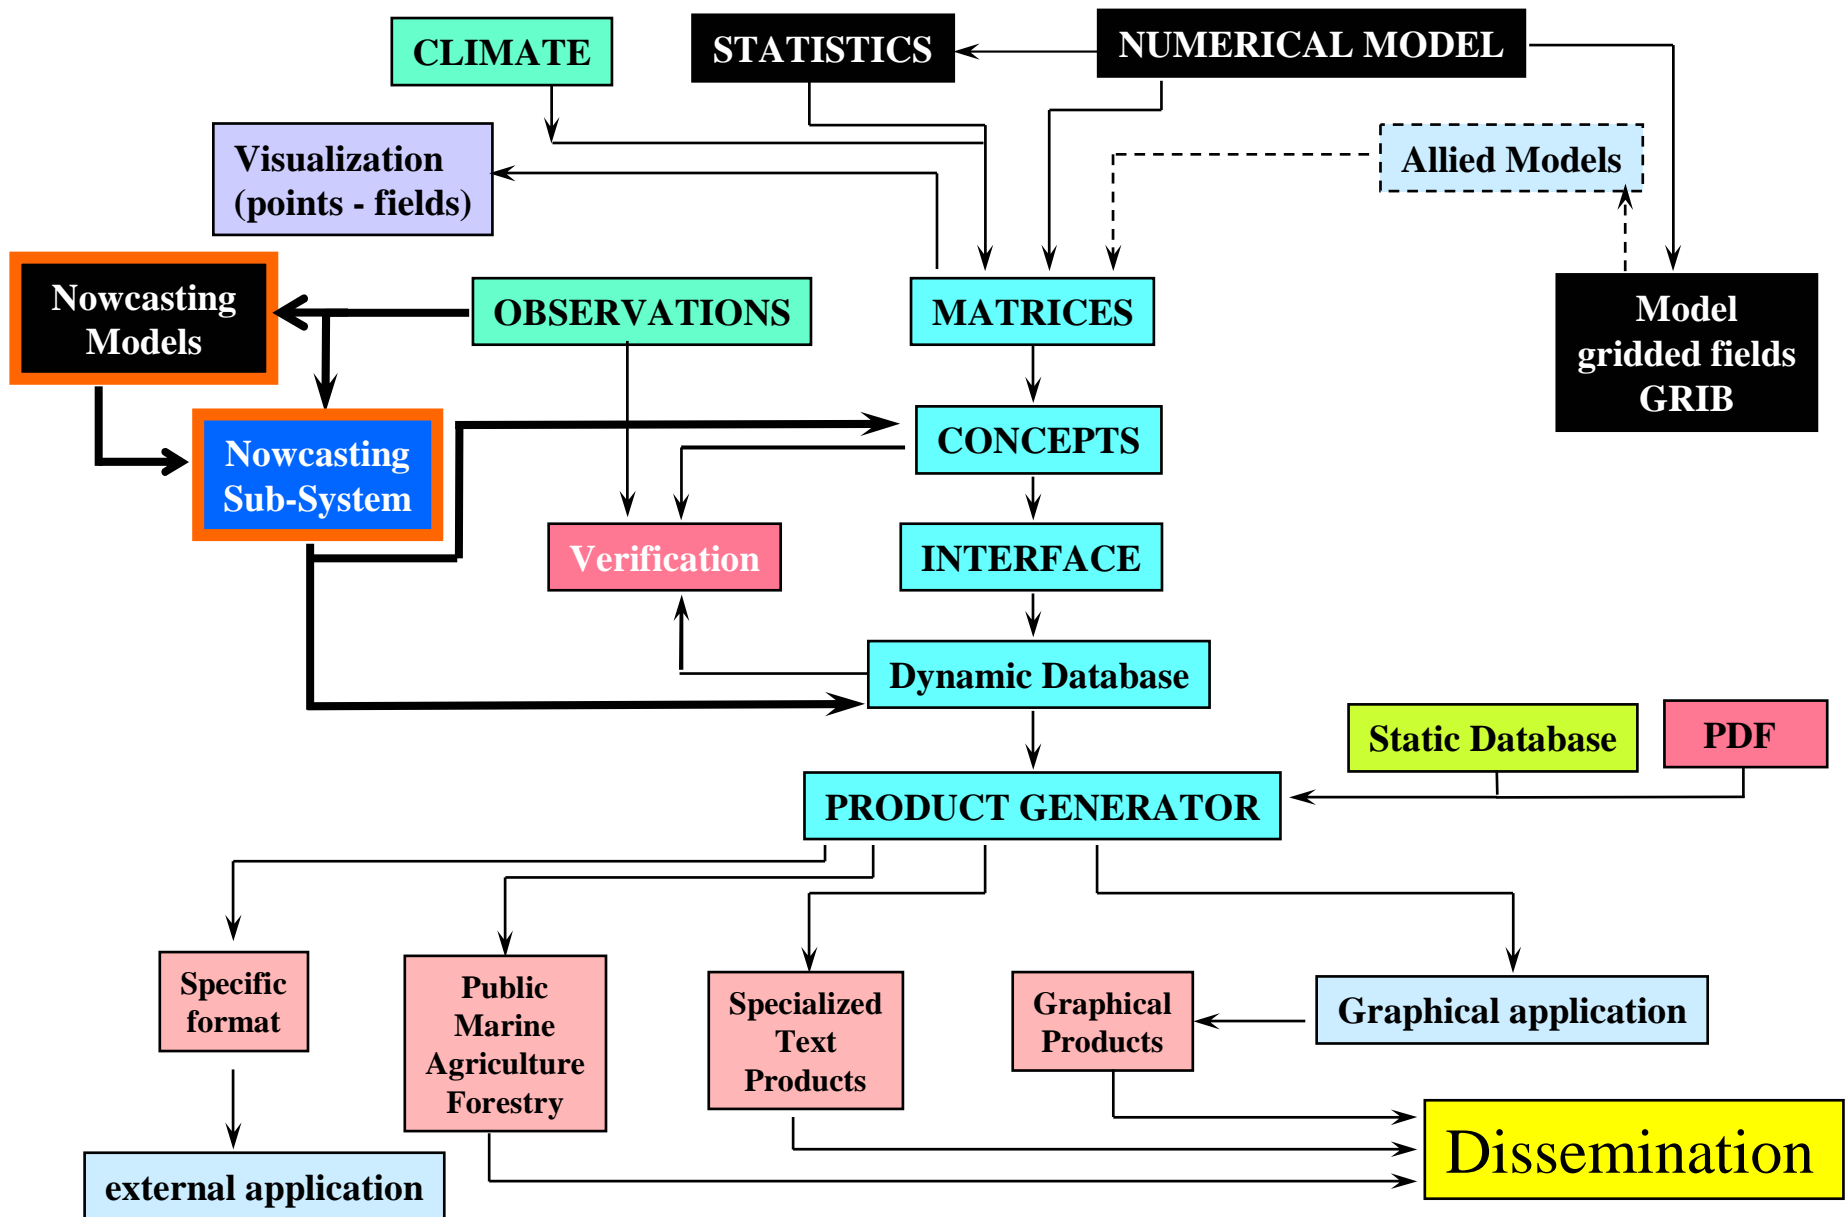 CLIMATE
STATISTICS
NUMERICAL MODEL
Visualization
(points - fields)
Allied Models
Nowcasting
Models
OBSERVATIONS
MATRICES
Model
gridded fields
GRIB
Nowcasting
Sub-System
CONCEPTS
Verification
INTERFACE
Dynamic Database
Static Database
PDF
PRODUCT GENERATOR
Specific
format
Public
Marine
Agriculture
Forestry
Specialized
Text
Products
Graphical
Products
Graphical application
external application
Dissemination